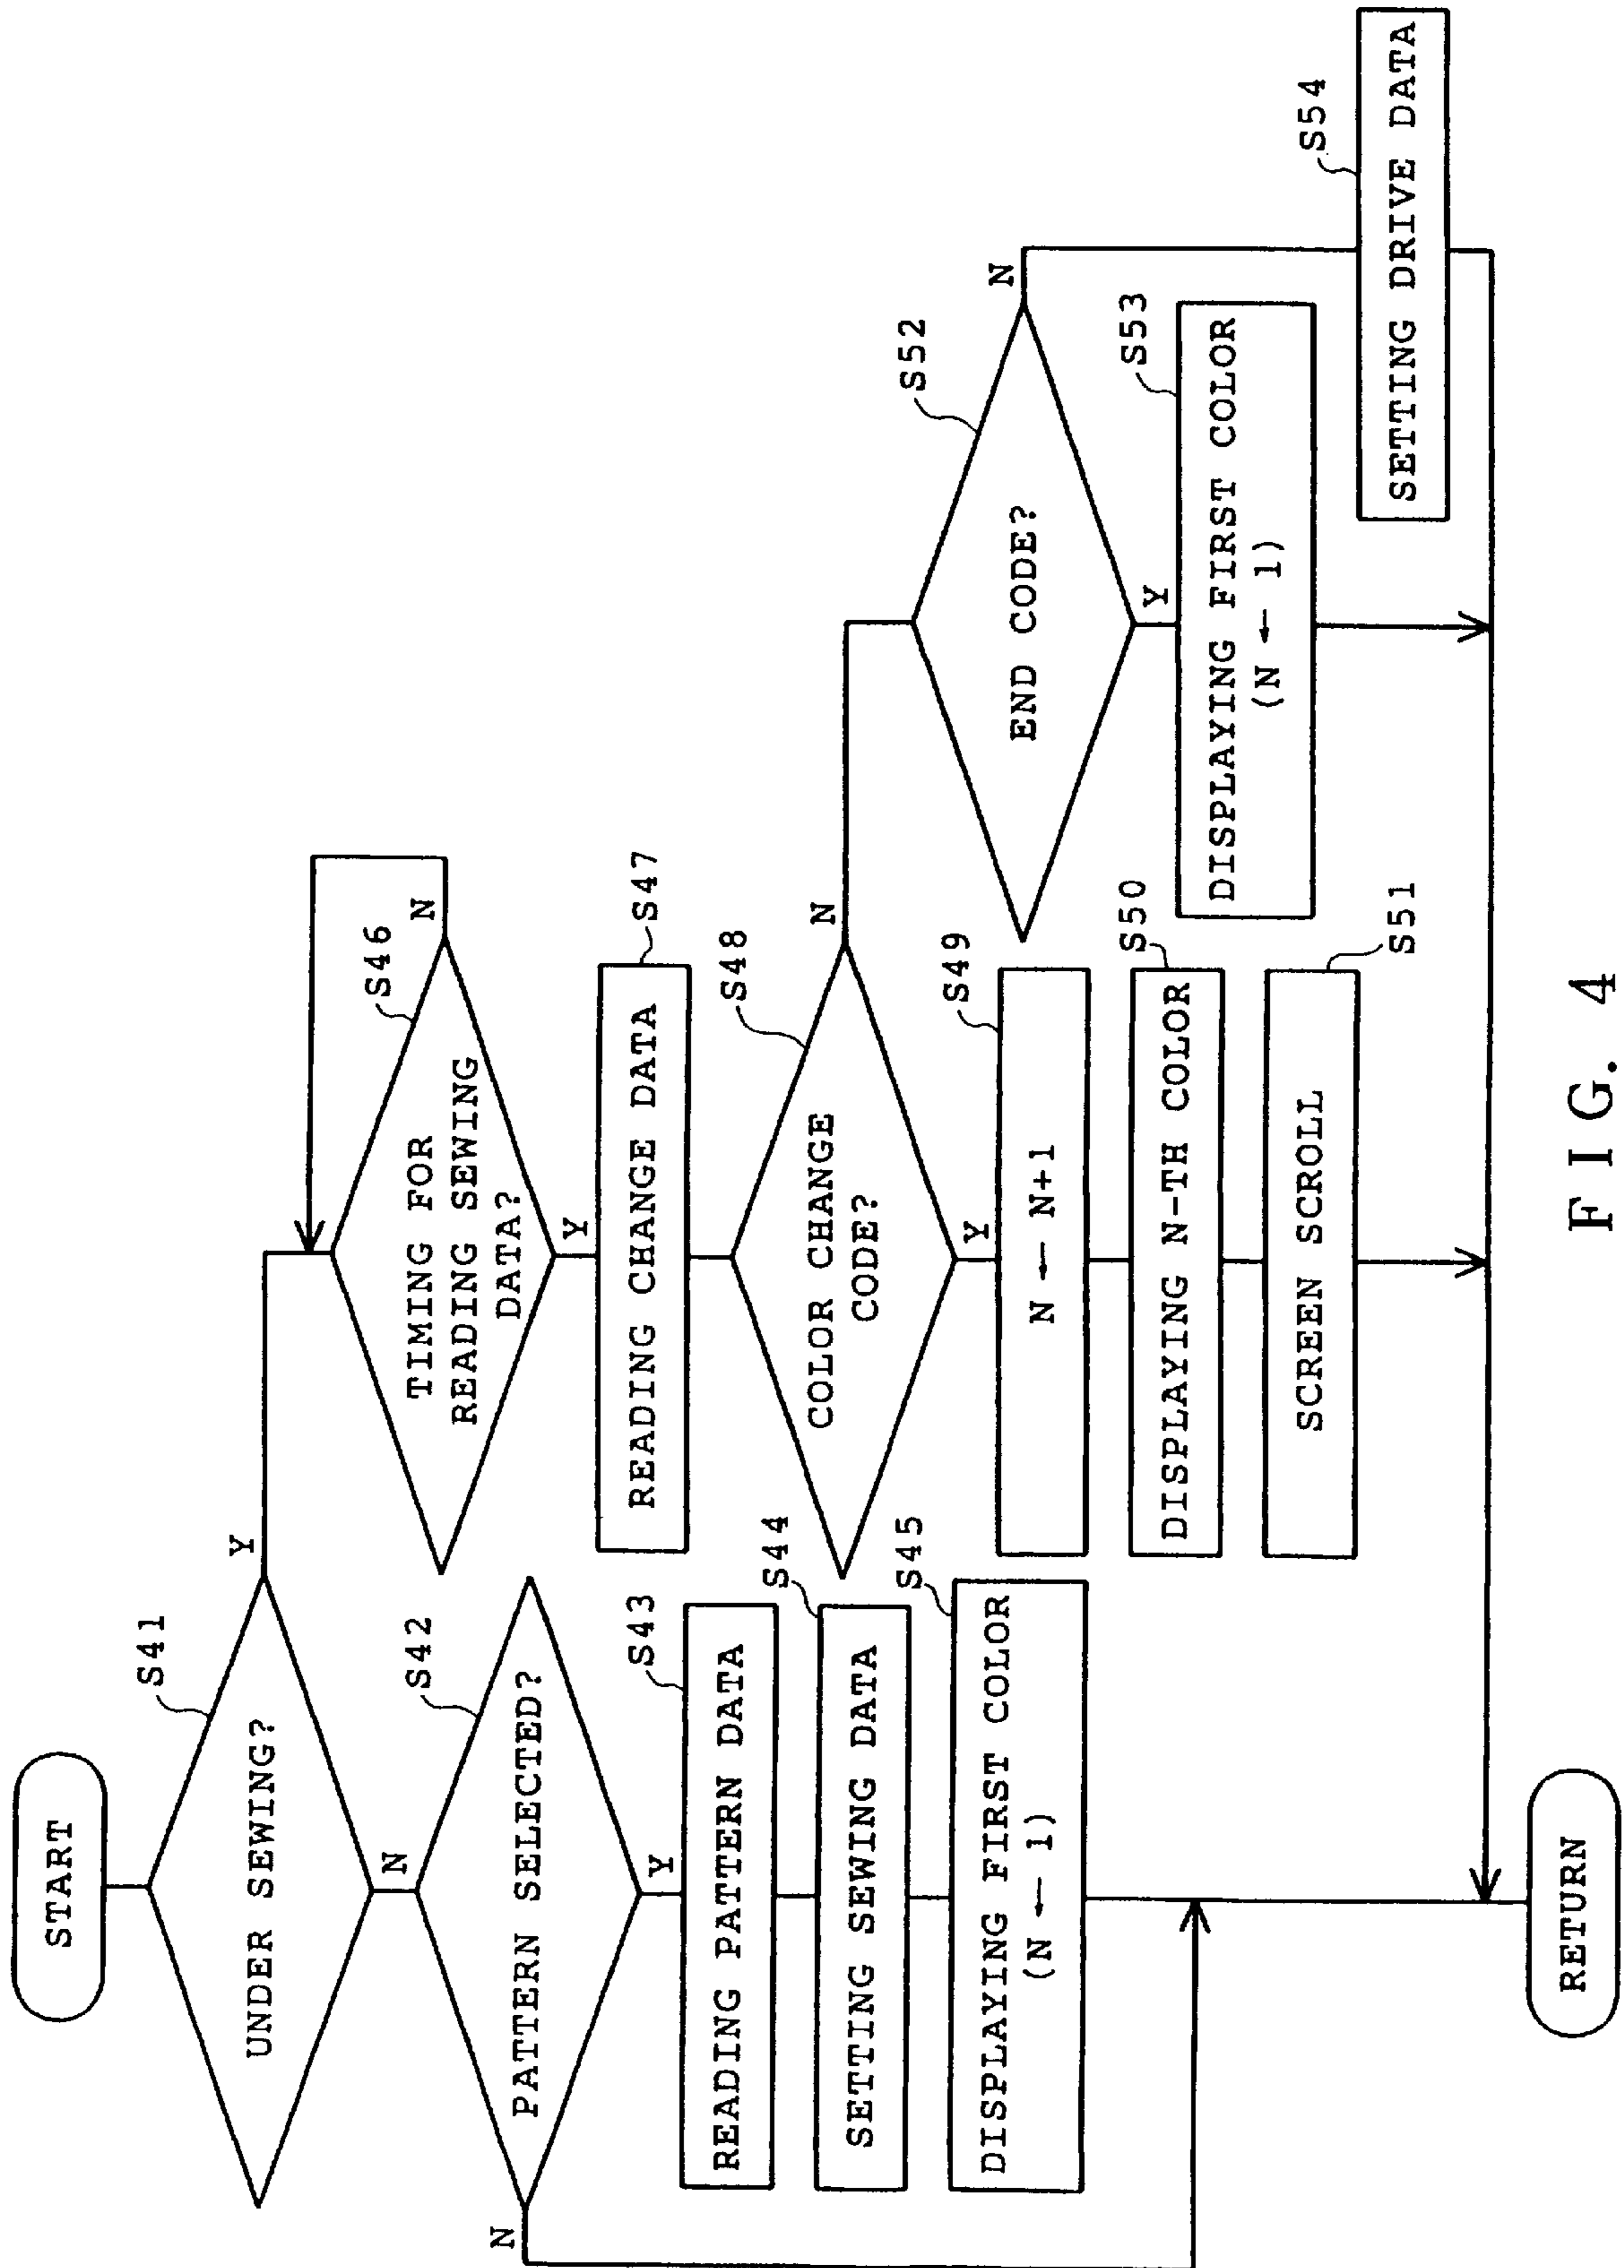 START
S41
UNDER SEWING?
Y
N
S42
PATTERN SELECTED?
N
Y
S43
READING PATTERN DATA
S44
SETTING SEWING DATA
S45
DISPLAYING FIRST COLOR
(N ← 1)
S46
TIMING FOR
READING SEWING
DATA?
N
Y
S47
READING CHANGE DATA
S48
COLOR CHANGE
CODE?
N
Y
S49
N ← N+1
S50
DISPLAYING N-TH COLOR
S51
SCREEN SCROLL
S52
END CODE?
N
Y
S53
DISPLAYING FIRST COLOR
(N ← 1)
S54
SETTING DRIVE DATA
RETURN
FIG. 4